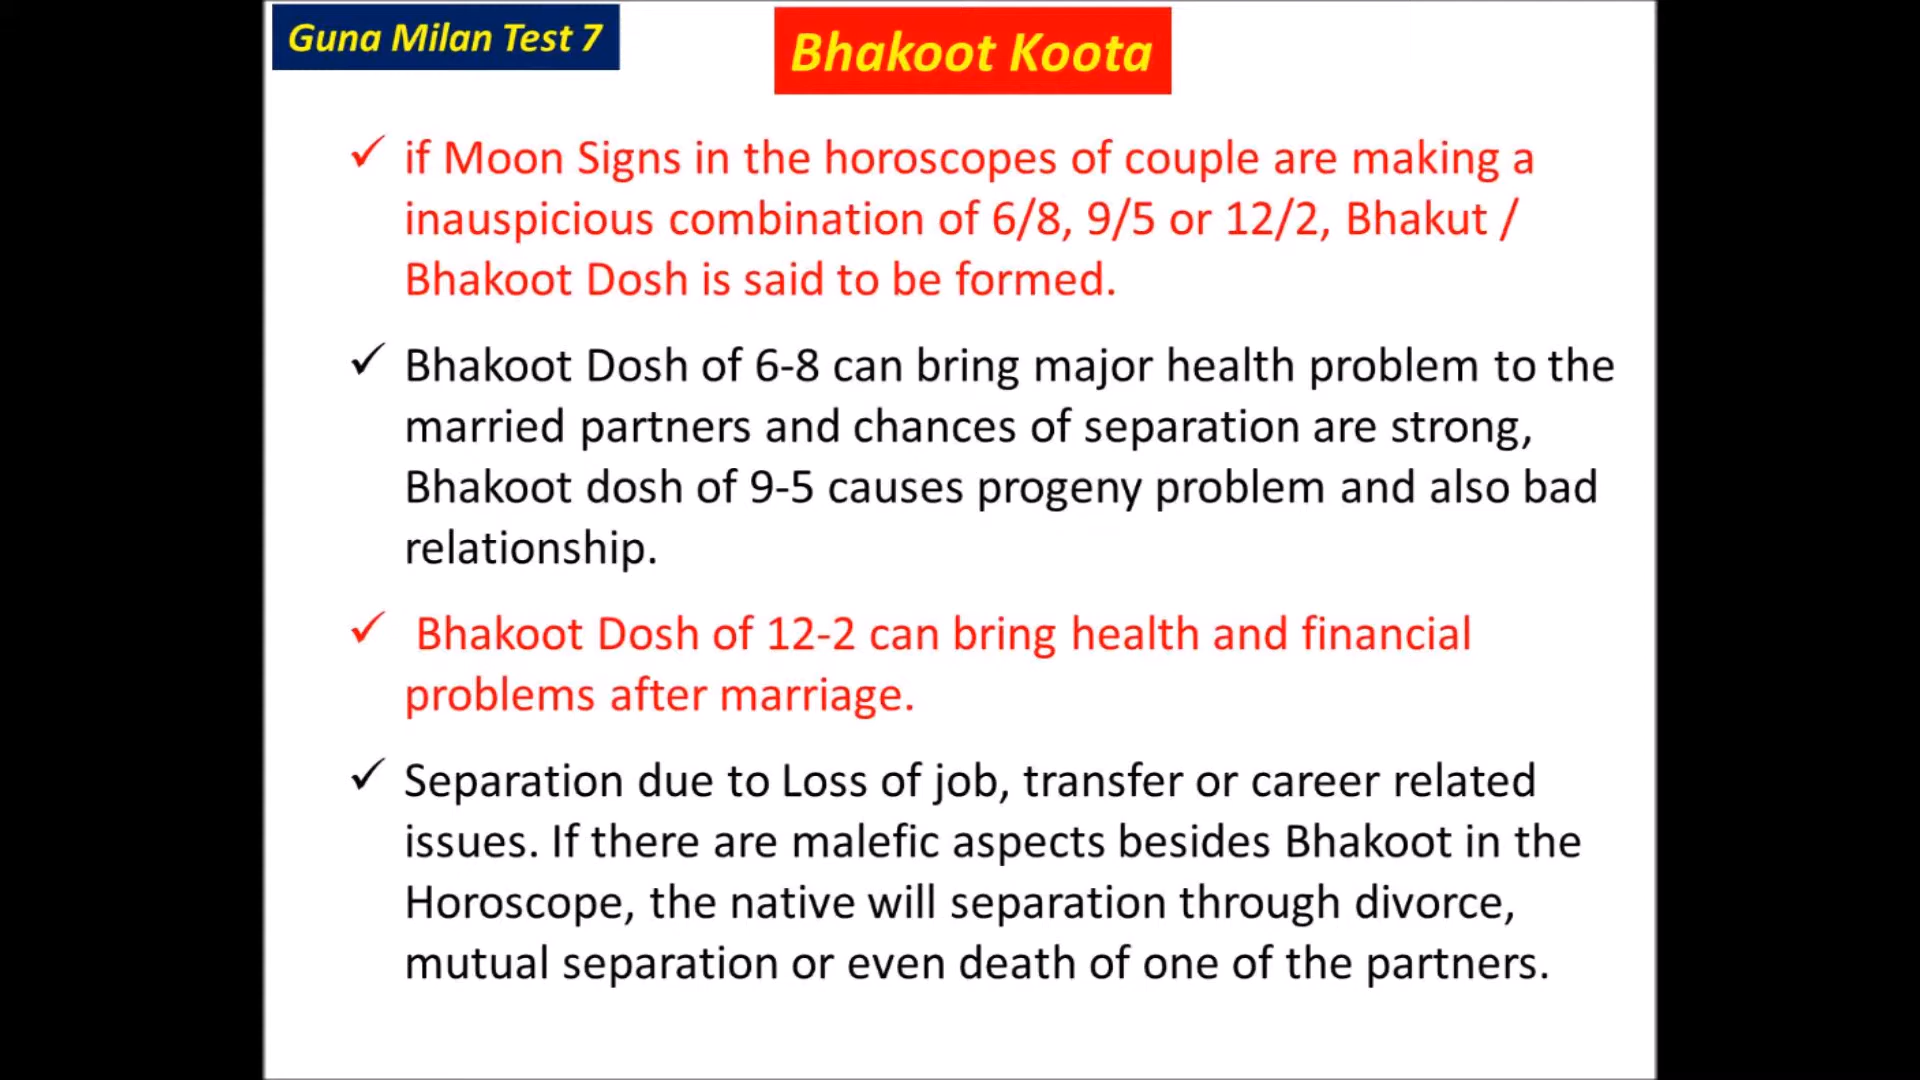 Guna Milan Test 7
Bhakoot Koota
✓ if Moon Signs in the horoscopes of couple are making a
inauspicious combination of 6/8, 9/5 or 12/2, Bhakut /
Bhakoot Dosh is said to be formed.
✓ Bhakoot Dosh of 6-8 can bring major health problem to the
married partners and chances of separation are strong,
Bhakoot dosh of 9-5 causes progeny problem and also bad
relationship.
✓ Bhakoot Dosh of 12-2 can bring health and financial
problems after marriage.
✓ Separation due to Loss of job, transfer or career related
issues. If there are malefic aspects besides Bhakoot in the
Horoscope, the native will separation through divorce,
mutual separation or even death of one of the partners.